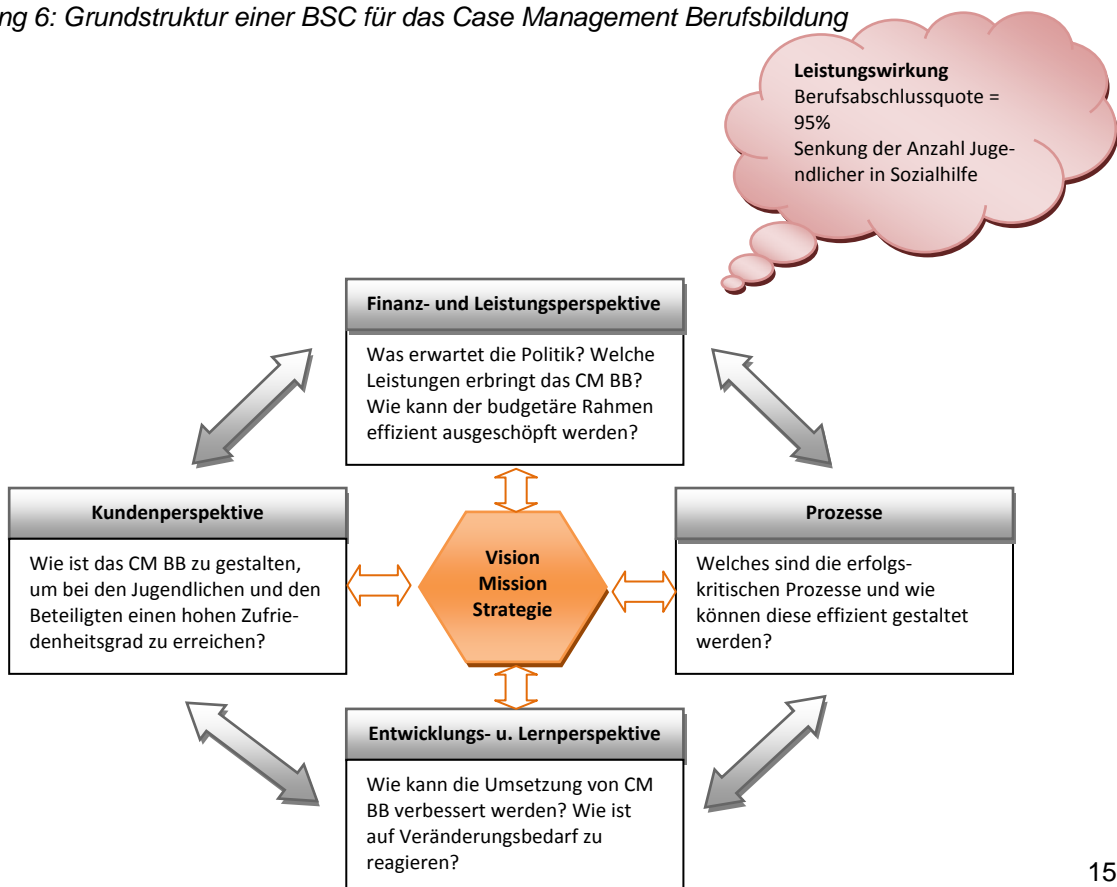 ng 6: Grundstruktur einer BSC für das Case Management Berufsbildung
Leistungswirkung
Berufsabschlussquote =
95%
Senkung der Anzahl Juge-
ndlicher in Sozialhilfe
Finanz- und Leistungsperspektive
Was erwartet die Politik? Welche
Leistungen erbringt das CM BB?
Wie kann der budgetäre Rahmen
effizient ausgeschöpft werden?
Kundenperspektive
Wie ist das CM BB zu gestalten,
um bei den Jugendlichen und den
Beteiligten einen hohen Zufrie-
denheitsgrad zu erreichen?
Vision
Mission
Strategie
Prozesse
Welches sind die erfolgs-
kritischen Prozesse und wie
können diese effizient gestaltet
werden?
Entwicklungs- u. Lernperspektive
Wie kann die Umsetzung von CM
BB verbessert werden? Wie ist
auf Veränderungsbedarf zu
reagieren?
15